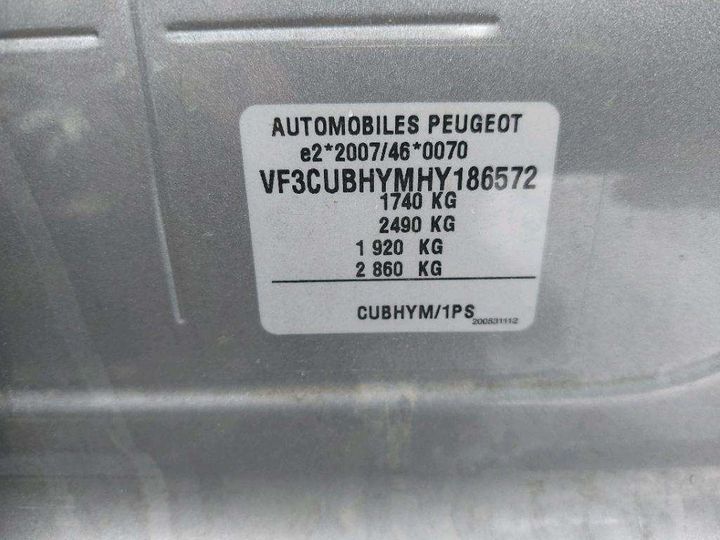 AUTOMOBILES PEUGEOT
e2*2007/46*0070
VF3CUBHYMHY186572
1740 KG
2490 KG
1 920 KG
2 860 KG
CUBHYM/1PS
200531112